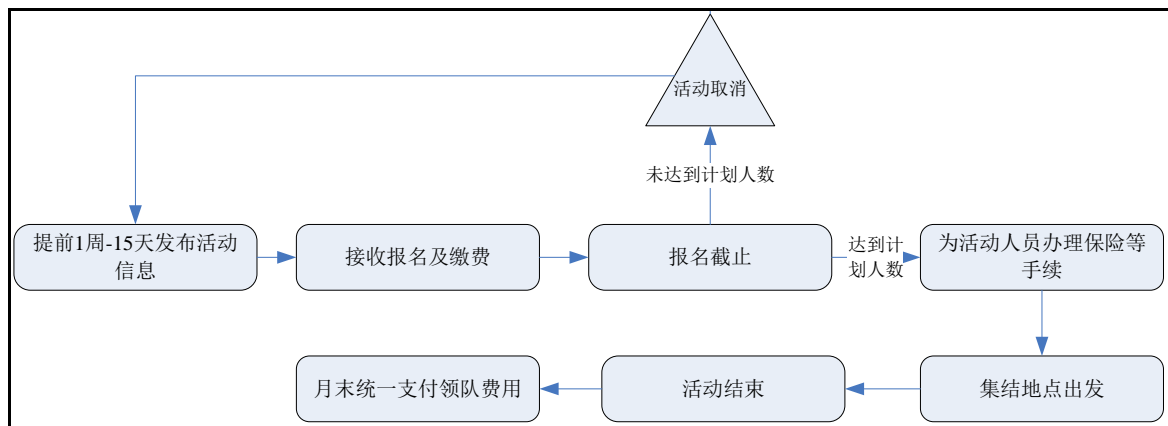 活动取消
未达到计划人数
提前1周-15天发布活动
信息
接收报名及缴费
报名截止
达到计
划人数
为活动人员办理保险等
手续
月末统一支付领队费用
活动结束
集结地点出发